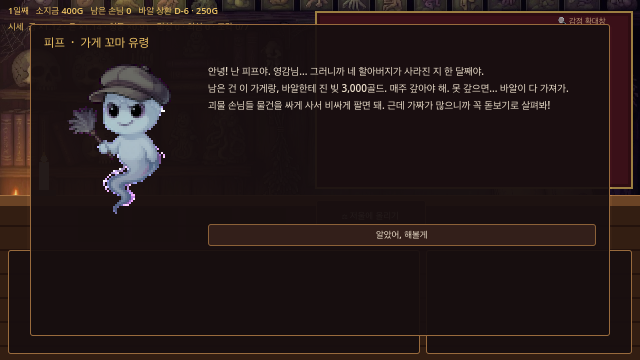 1일째 소지금 400G 남은 손님 0 바알 상환 D-6 · 250G
시세
🔍 감정 확대창
피프 · 가게 꼬마 유령
안녕! 난 피프야. 영감님... 그러니까 네 할아버지가 사라진 지 한 달째야.
남은 건 이 가게랑, 바알한테 진 빚 3,000골드. 매주 갚아야 해. 못 갚으면... 바알이 다 가져가.
괴물 손님들 물건을 싸게 사서 비싸게 팔면 돼. 근데 가짜가 많으니까 꼭 돋보기로 살펴봐!
알았어, 해볼게